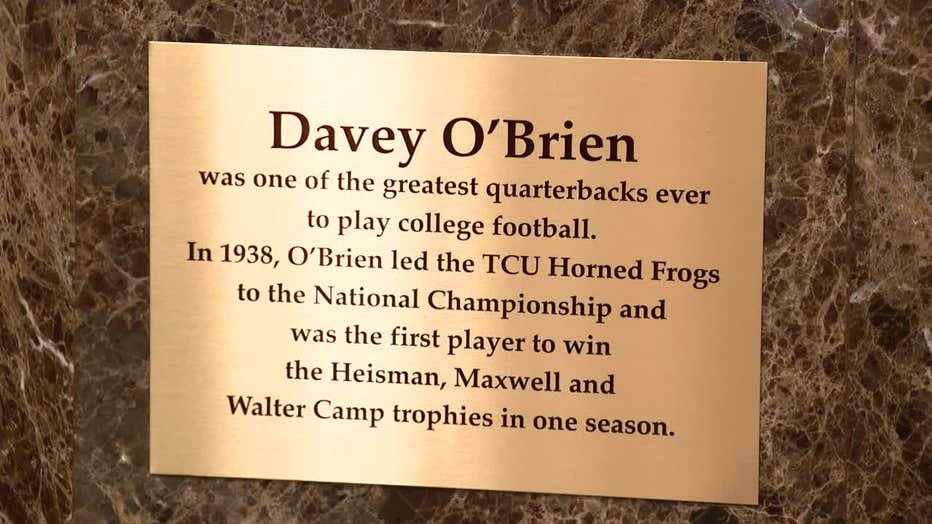 Davey O’Brien
was one of the greatest quarterbacks ever
to play college football.
In 1938, O’Brien led the TCU Horned Frogs
to the National Championship and
was the first player to win
the Heisman, Maxwell and
Walter Camp trophies in one season.